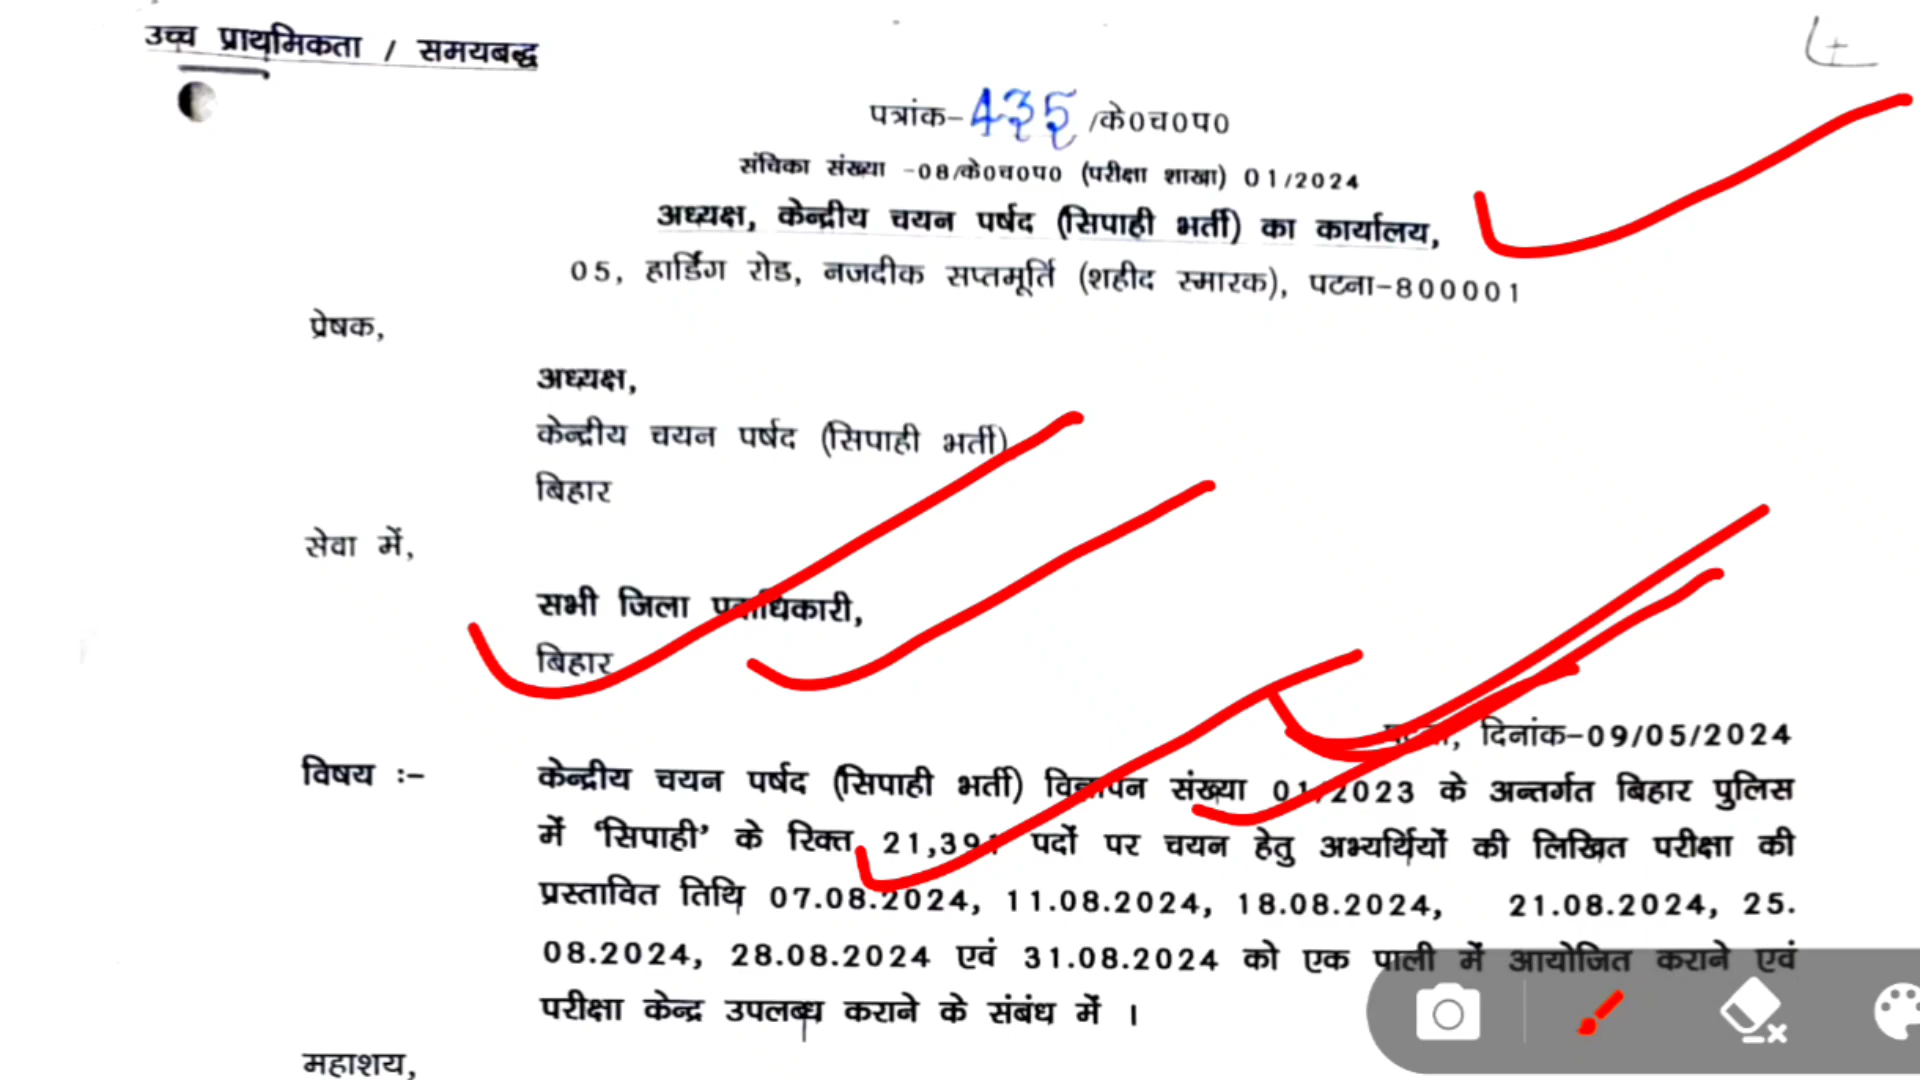 उच्च प्राथमिकता / समयबद्ध
पत्रांक-435/के0च0प0
संचिका संख्या -08/के0च0प0 (परीक्षा शाखा) 01/2024
अध्यक्ष, केन्द्रीय चयन पर्षद (सिपाही भर्ती) का कार्यालय,
05, हार्डिंग रोड, नजदीक सप्तमूर्ति (शहीद स्मारक), पटना-800001
प्रेषक,
अध्यक्ष,
केन्द्रीय चयन पर्षद (सिपाही भर्ती)
बिहार
सेवा में,
सभी जिला पदाधिकारी,
बिहार
पटना, दिनांक-09/05/2024
विषय :- केन्द्रीय चयन पर्षद (सिपाही भर्ती) विज्ञापन संख्या 01/2023 के अन्तर्गत बिहार पुलिस
में ‘सिपाही’ के रिक्त 21,391 पदों पर चयन हेतु अभ्यर्थियों की लिखित परीक्षा की
प्रस्तावित तिथि 07.08.2024, 11.08.2024, 18.08.2024, 21.08.2024, 25.
08.2024, 28.08.2024 एवं 31.08.2024 को एक पाली में आयोजित कराने एवं
परीक्षा केन्द्र उपलब्ध कराने के संबंध में ।
महाशय,